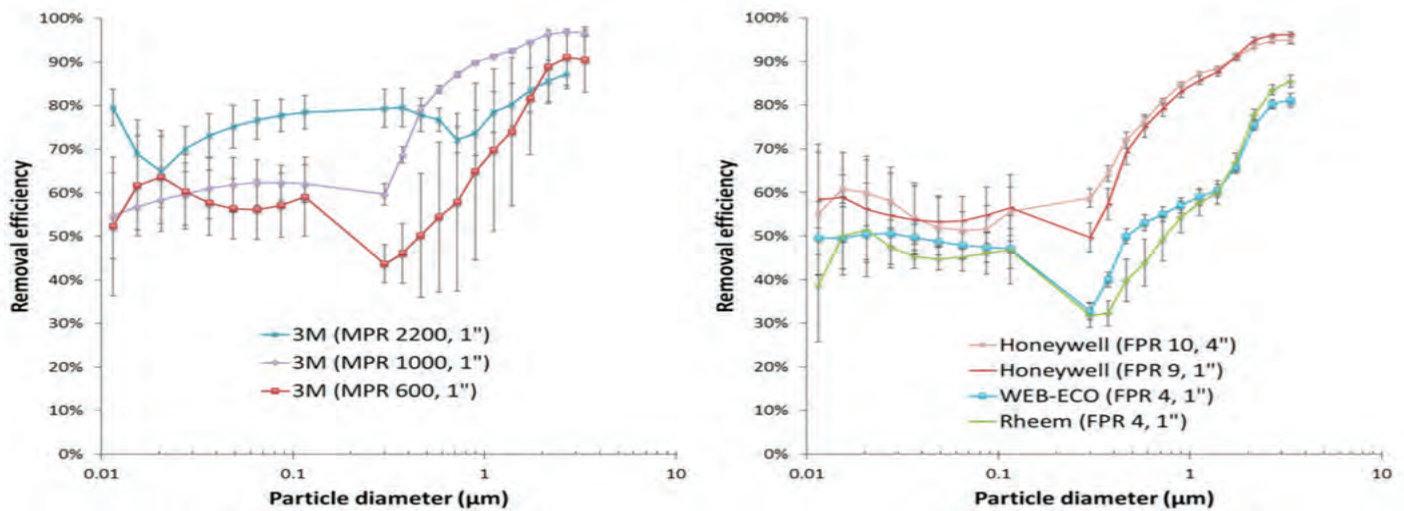 100%
90%
80%
70%
60%
50%
40%
30%
20%
10%
0%
Removal efficiency
3M (MPR 2200, 1")
3M (MPR 1000, 1")
3M (MPR 600, 1")
0.01
0.1
1
10
Particle diameter (µm)
100%
90%
80%
70%
60%
50%
40%
30%
20%
10%
0%
Removal efficiency
Honeywell (FPR 10, 4")
Honeywell (FPR 9, 1")
WEB-ECO (FPR 4, 1")
Rheem (FPR 4, 1")
0.01
0.1
1
10
Particle diameter (µm)